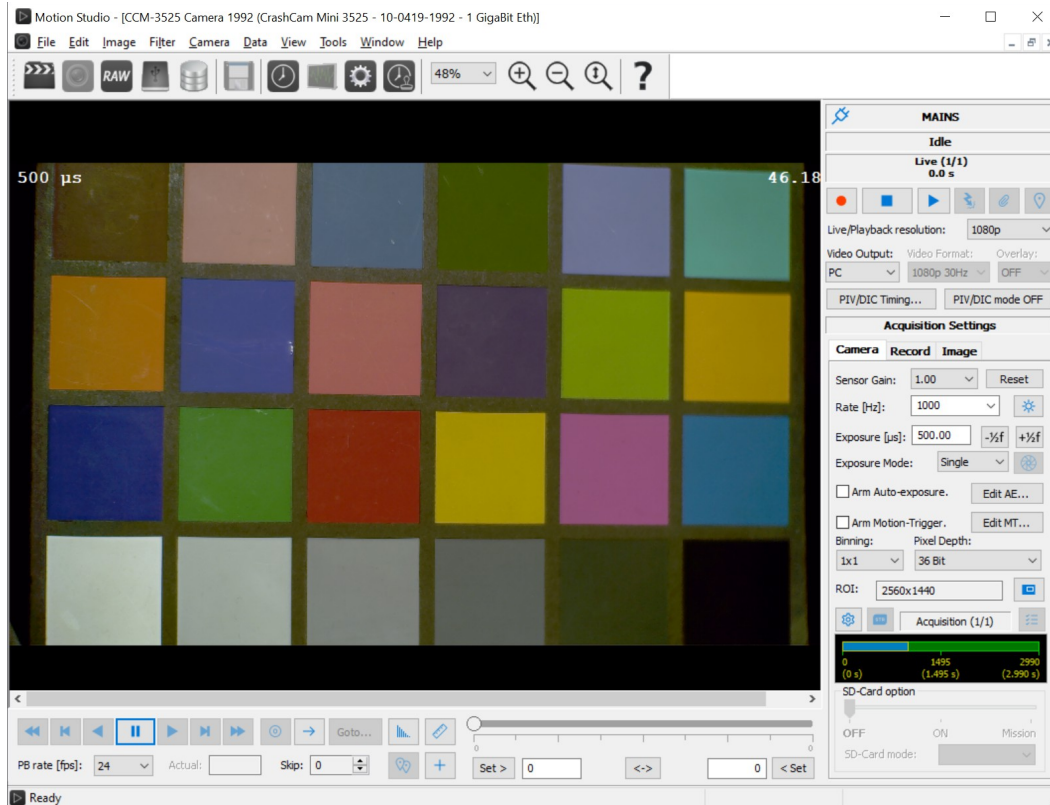 Motion Studio - [CCM-3525 Camera 1992 (CrashCam Mini 3525 - 10-0419-1992 - 1 GigaBit Eth)]
File Edit Image Filter Camera Data View Tools Window Help
RAW 48% ?
500 µs 46.18
MAINS
Idle
Live (1/1)
0.0 s
Live/Playback resolution: 1080p
Video Output: Video Format: Overlay:
PC 1080p 30Hz OFF
PIV/DIC Timing... PIV/DIC mode OFF
Acquisition Settings
Camera Record Image
Sensor Gain: 1.00 Reset
Rate [Hz]: 1000
Exposure [µs]: 500.00 -½f +½f
Exposure Mode: Single
Arm Auto-exposure. Edit AE...
Arm Motion-Trigger. Edit MT...
Binning: Pixel Depth:
1x1 36 Bit
ROI: 2560x1440
Acquisition (1/1)
0 1495 2990
(0 s) (1.495 s) (2.990 s)
SD-Card option
OFF ON Mission
SD-Card mode:
Goto...
0 0
PB rate [fps]: 24 Actual: Skip: 0
Set > 0 <-> 0 < Set
Ready